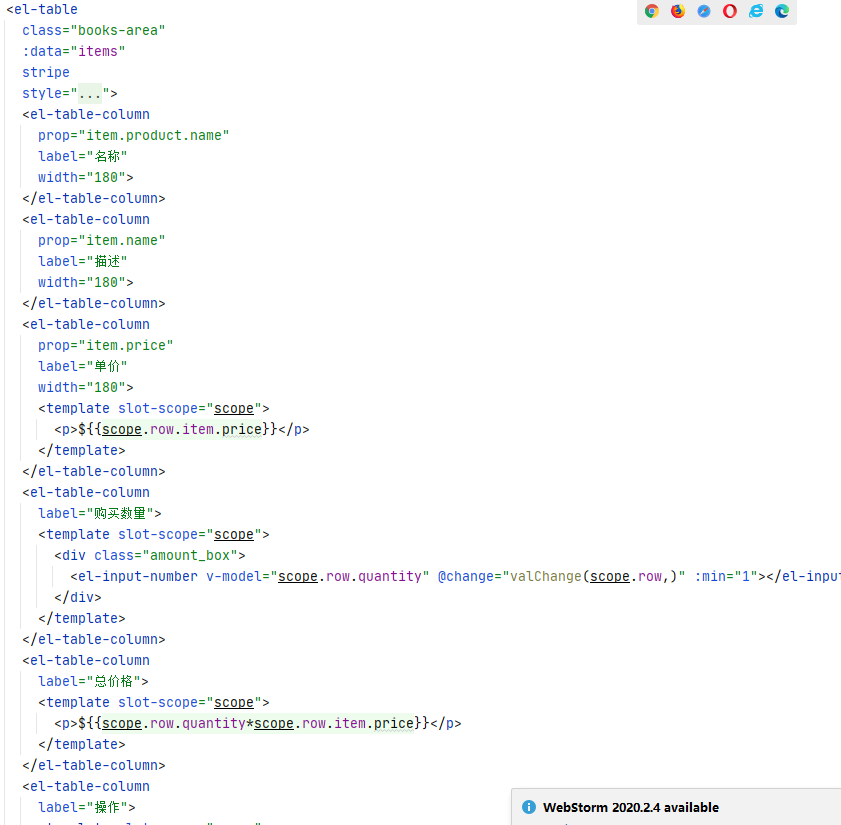 <el-table
class="books-area"
:data="items"
stripe
style="...">
<el-table-column
prop="item.product.name"
label="名称"
width="180">
</el-table-column>
<el-table-column
prop="item.name"
label="描述"
width="180">
</el-table-column>
<el-table-column
prop="item.price"
label="单价"
width="180">
<template slot-scope="scope">
<p>${{scope.row.item.price}}</p>
</template>
</el-table-column>
<el-table-column
label="购买数量">
<template slot-scope="scope">
<div class="amount_box">
<el-input-number v-model="scope.row.quantity" @change="valChange(scope.row,)" :min="1"></el-input
</div>
</template>
</el-table-column>
<el-table-column
label="总价格">
<template slot-scope="scope">
<p>${{scope.row.quantity*scope.row.item.price}}</p>
</template>
</el-table-column>
<el-table-column
label="操作">
WebStorm 2020.2.4 available